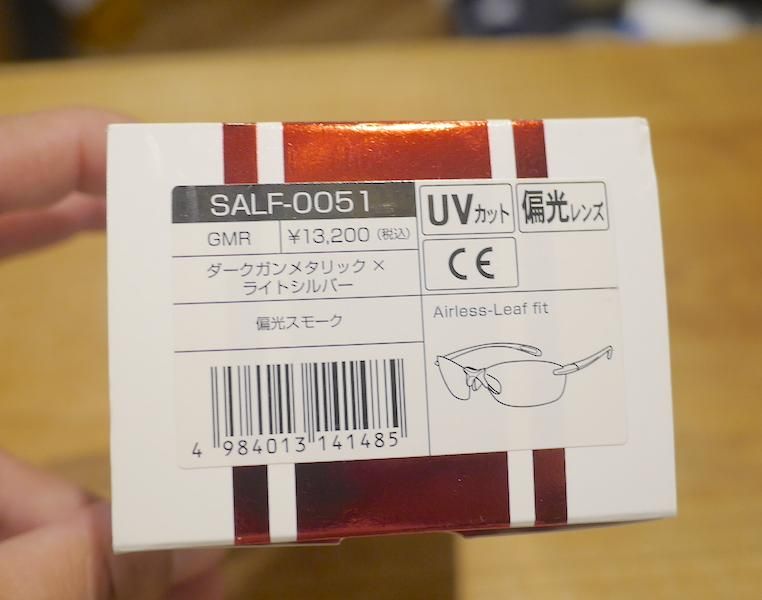 SALF-0051
GMR ¥13,200(税込)
ダークガンメタリック×
ライトシルバー
偏光スモーク
4 984013 141485
UVカット 偏光レンズ
CE
Airless-Leaf fit